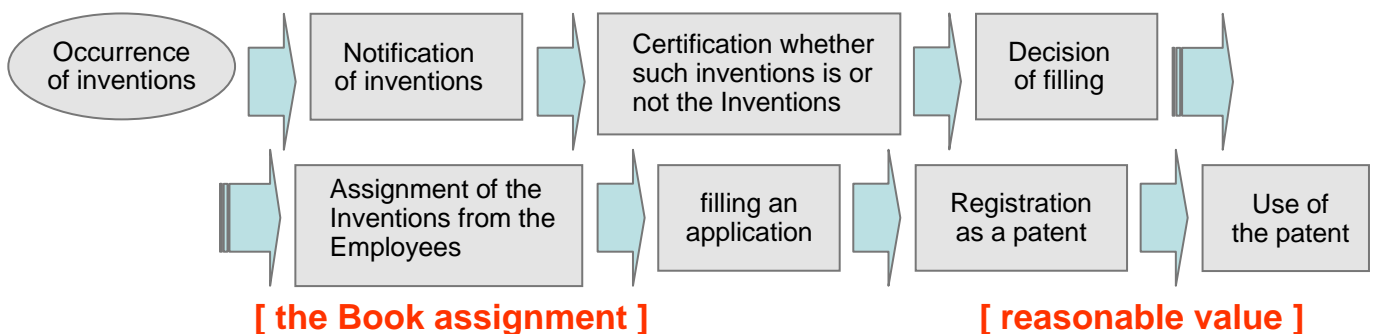 Occurrence
of inventions
Notification
of inventions
Certification whether
such inventions is or
not the Inventions
Decision
of filling
Assignment of the
Inventions from the
Employees
filling an
application
Registration
as a patent
Use of
the patent
[ the Book assignment ]
[ reasonable value ]